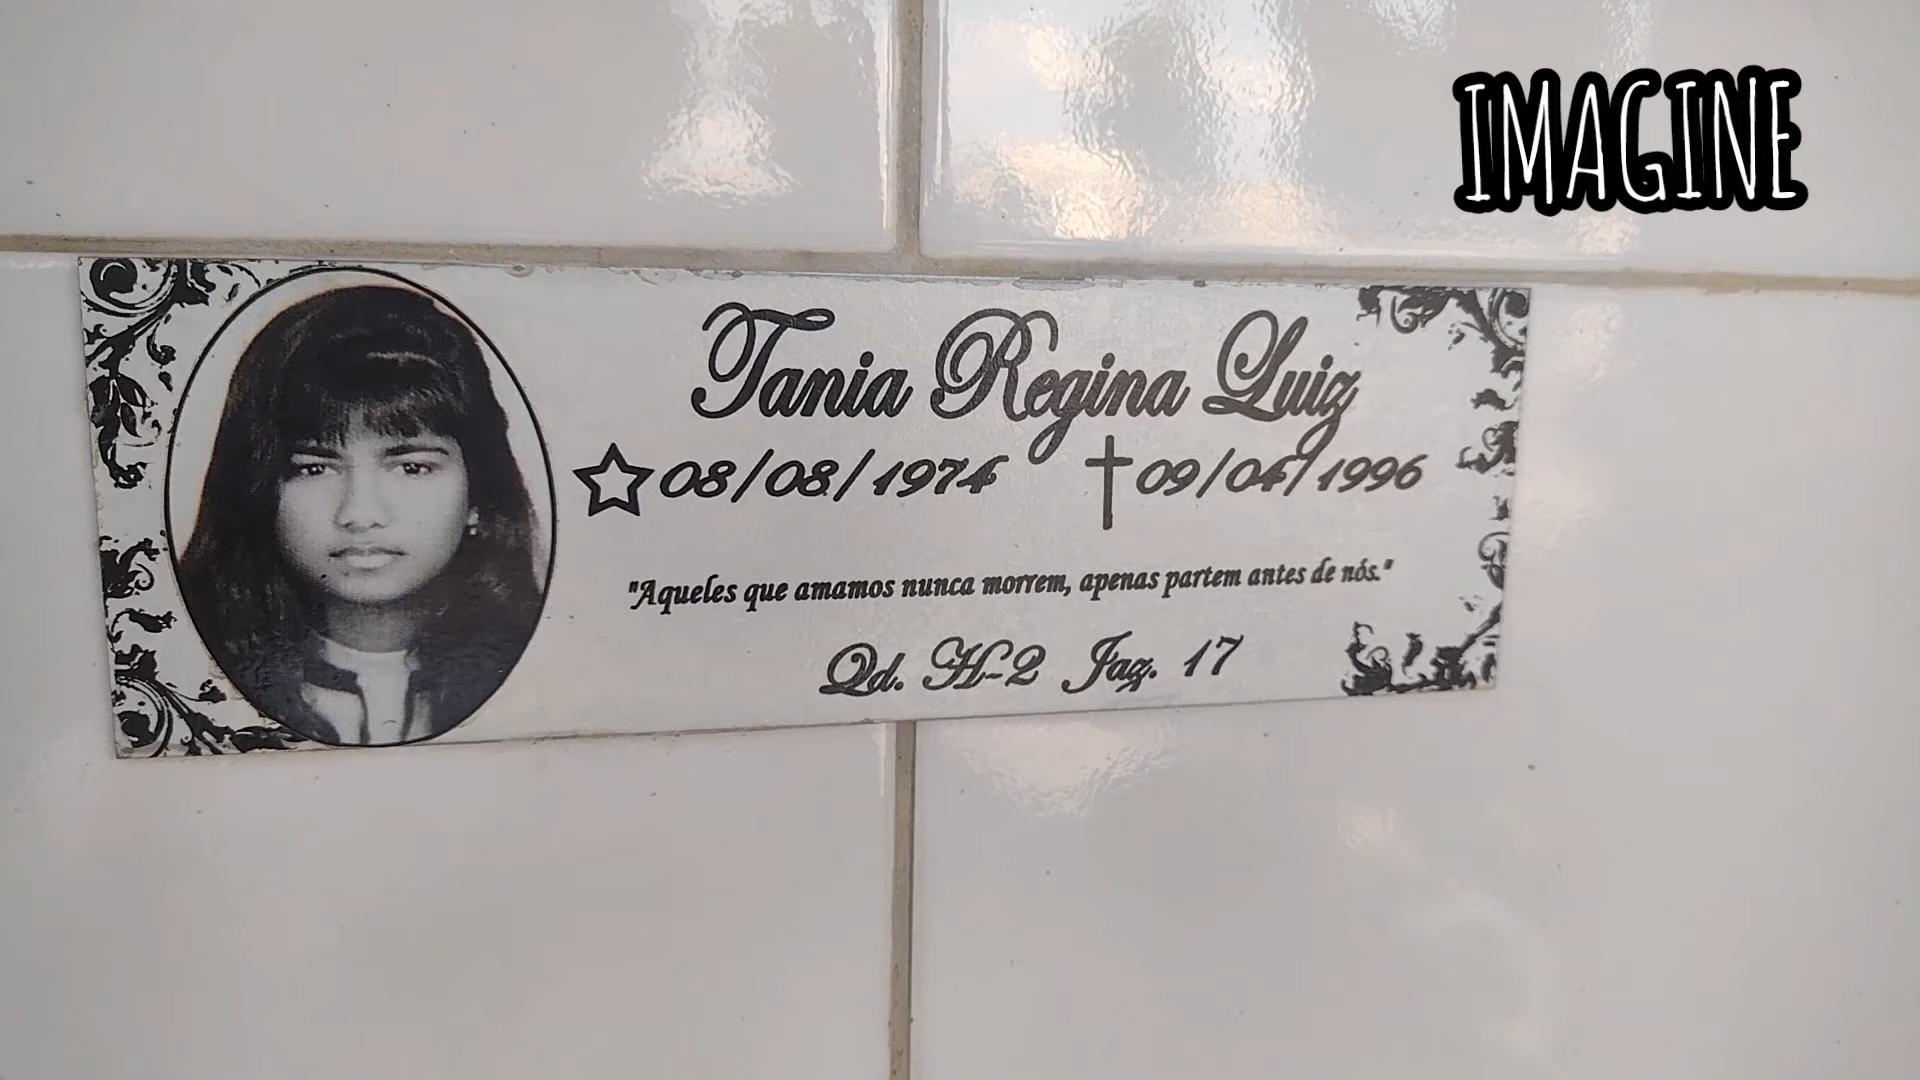 IMAGINE
Tania Regina Luiz
08/08/1974 09/04/1996
"Aqueles que amamos nunca morrem, apenas partem antes de nós."
Qd. H-2 Jaz. 17